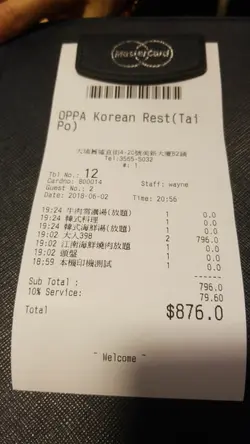 MasterCard
OPPA Korean Rest(Tai
Po)
Tel:3565-5032
#: 1
Tbl No.: 12
Cardno: B00014
Staff: wayne
Guest No.: 2
Date: 2018-06-02 Time: 20:56
19:24 牛肉雪濃湯(放題) 1 0.0
19:24 韓式料理 1 0.0
19:24 韓式海鮮湯(放題) 1 0.0
19:02 大人398 2 796.0
19:02 江南海鮮燒肉放題 1 0.0
19:02 頭盤 1 0.0
18:59 本機印機測試 1 0.0
Sub Total : 796.0
10% Service: 79.60
Total $876.0
- Welcome -